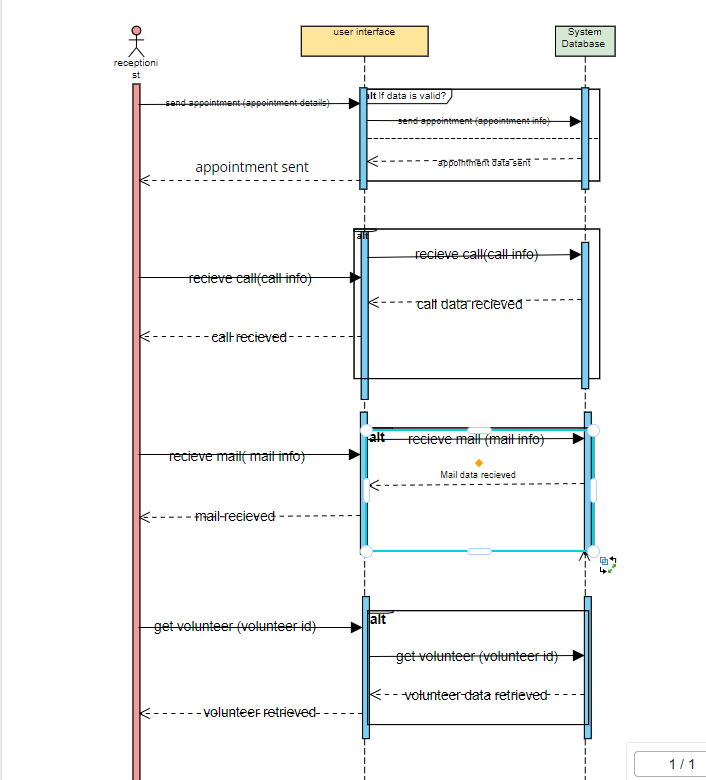 user interface
System
Database
receptioni
st
alt If data is valid?
send appointment (appointment details)
send appointment (appointment info)
appointment data sent
appointment sent
alt
recieve call(call info)
recieve call(call info)
call data recieved
call recieved
alt
recieve mail (mail info)
recieve mail( mail info)
Mail data recieved
mail recieved
alt
get volunteer (volunteer id)
get volunteer (volunteer id)
volunteer data retrieved
volunteer retrieved
1 / 1